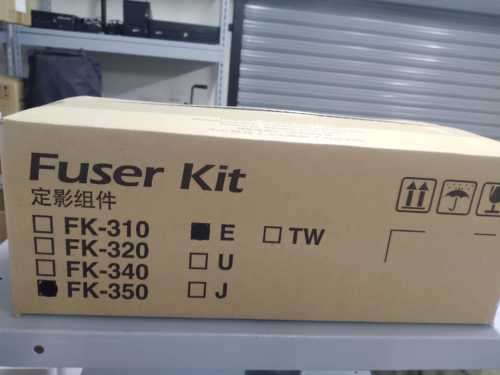 Fuser Kit
定影组件
FK-310
FK-320
FK-340
FK-350
E
U
J
TW